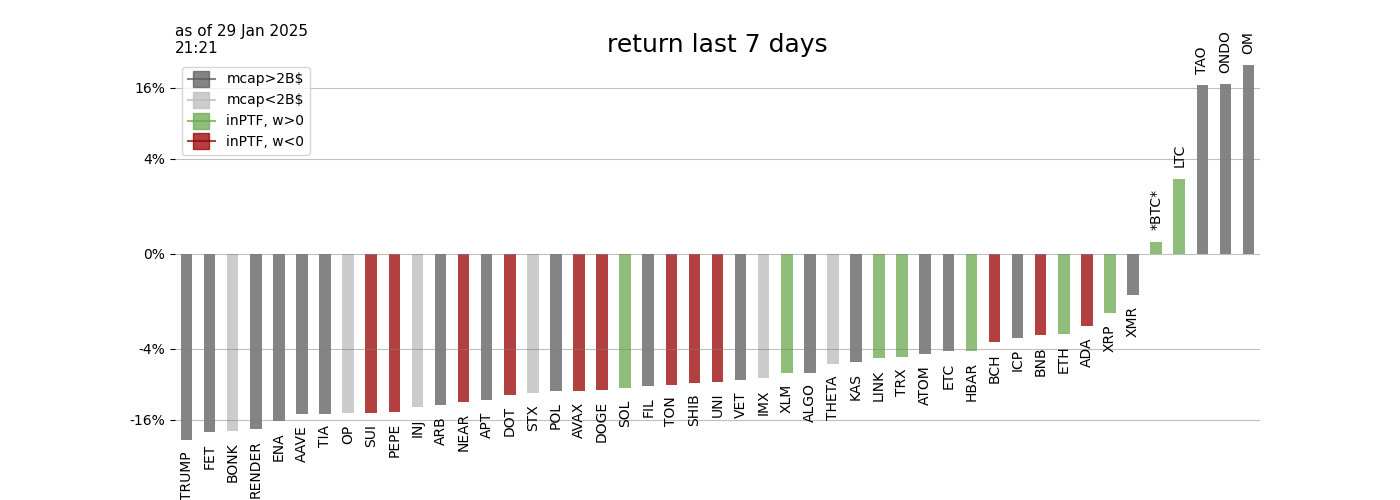 as of 29 Jan 2025
21:21
return last 7 days
mcap>2B$
mcap<2B$
inPTF, w>0
inPTF, w<0
16%
4%
0%
-4%
-16%
TRUMP
FET
BONK
RENDER
ENA
AAVE
TIA
OP
SUI
PEPE
INJ
ARB
NEAR
APT
DOT
STX
POL
AVAX
DOGE
SOL
FIL
TON
SHIB
UNI
VET
IMX
XLM
ALGO
THETA
KAS
LINK
TRX
ATOM
ETC
HBAR
BCH
ICP
BNB
ETH
ADA
XRP
XMR
*BTC*
LTC
TAO
ONDO
OM